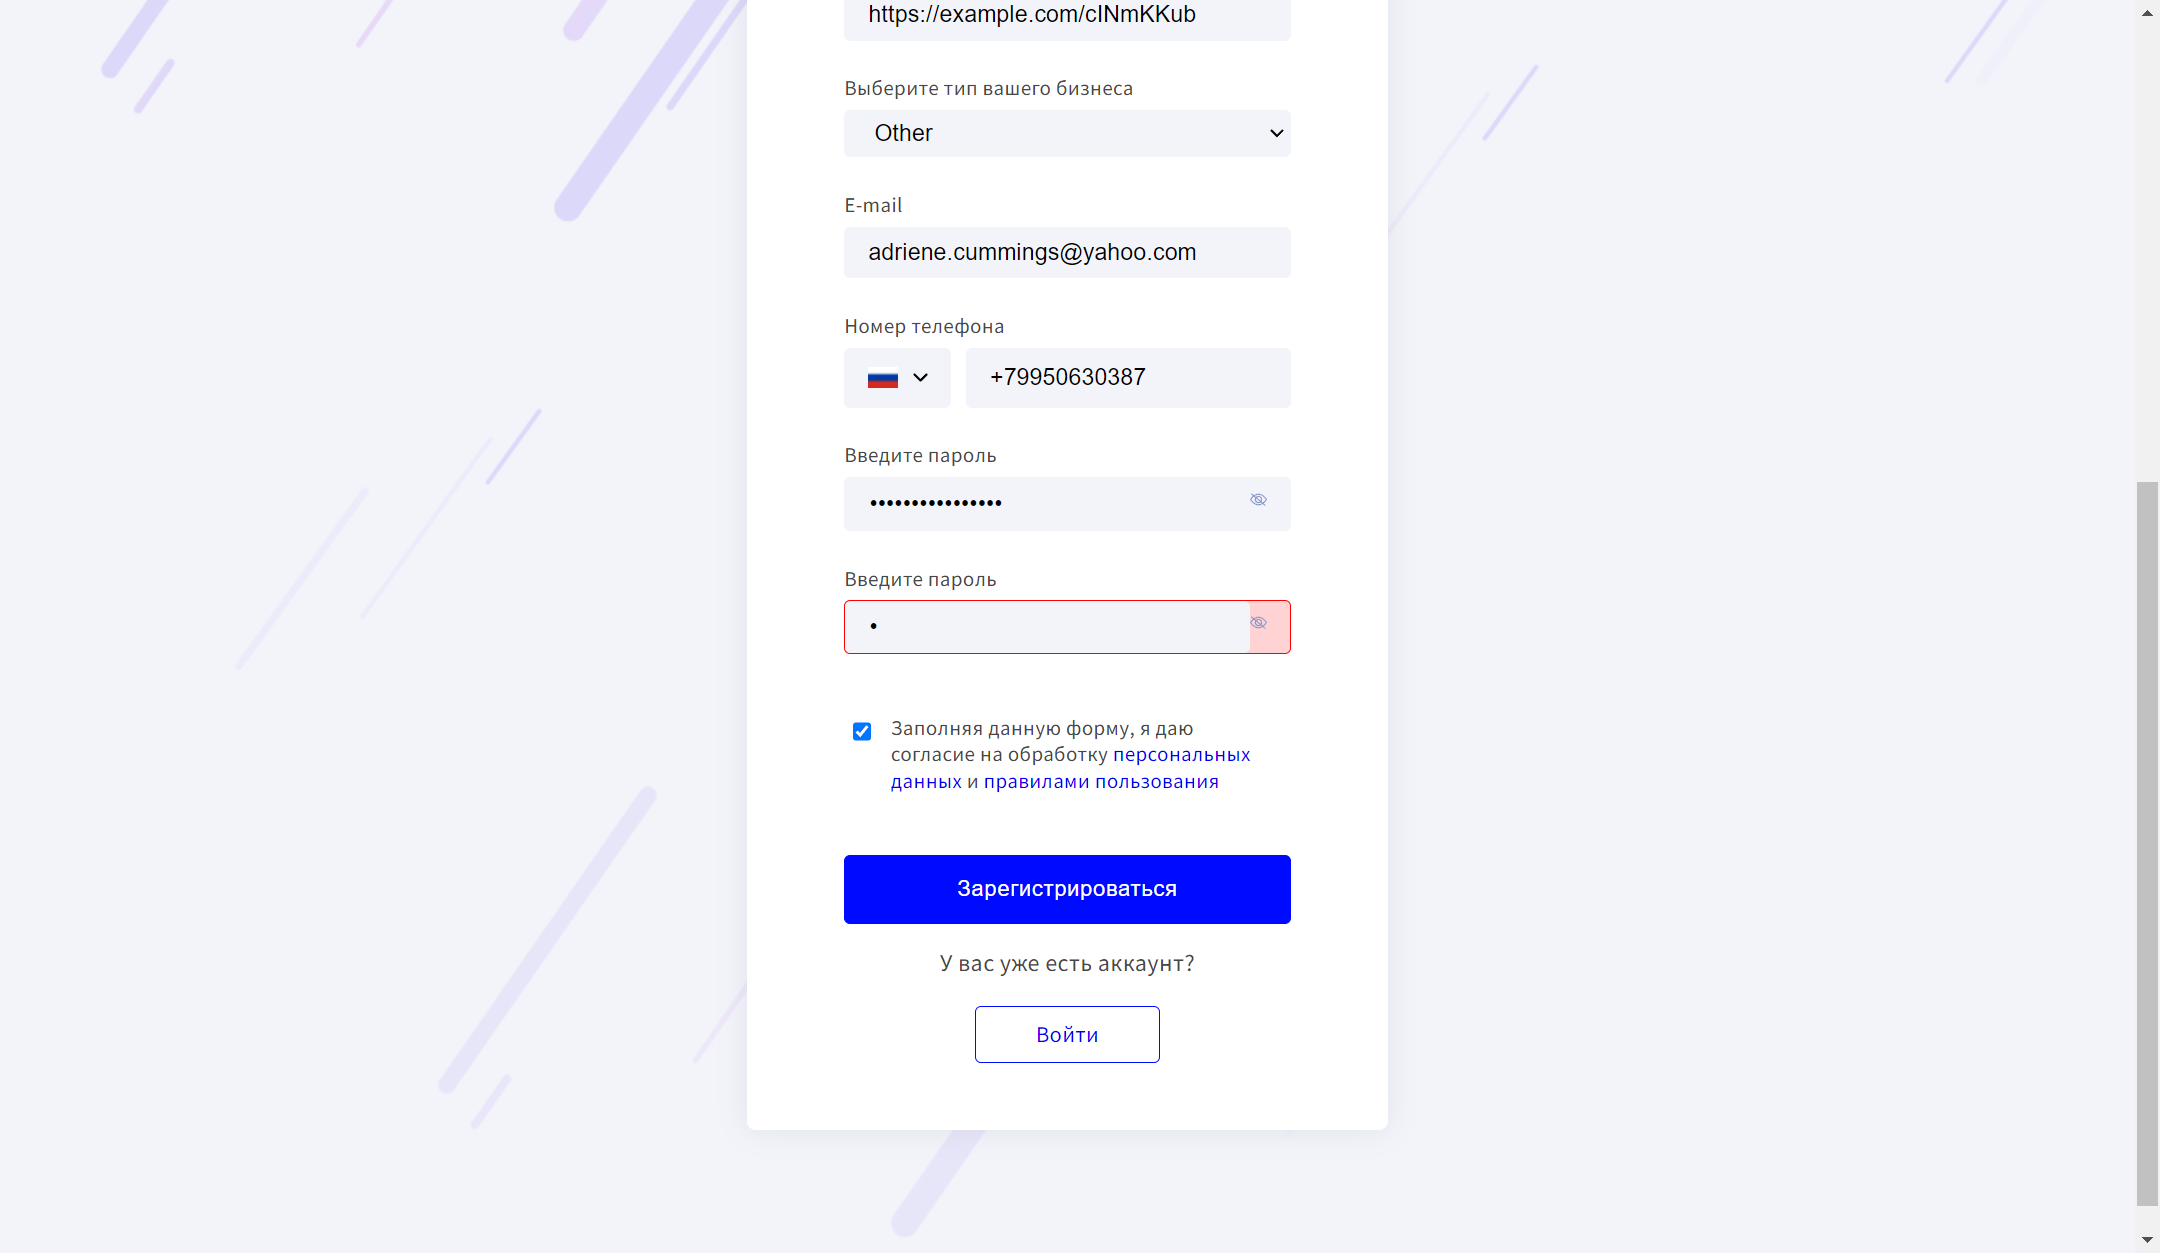 https://example.com/cINmKKub
Выберите тип вашего бизнеса
Other
E-mail
adriene.cummings@yahoo.com
Номер телефона
+79950630387
Введите пароль
••••••••••••••••
Введите пароль
•
Заполняя данную форму, я даю
согласие на обработку персональных
данных и правилами пользования
Зарегистрироваться
У вас уже есть аккаунт?
Войти